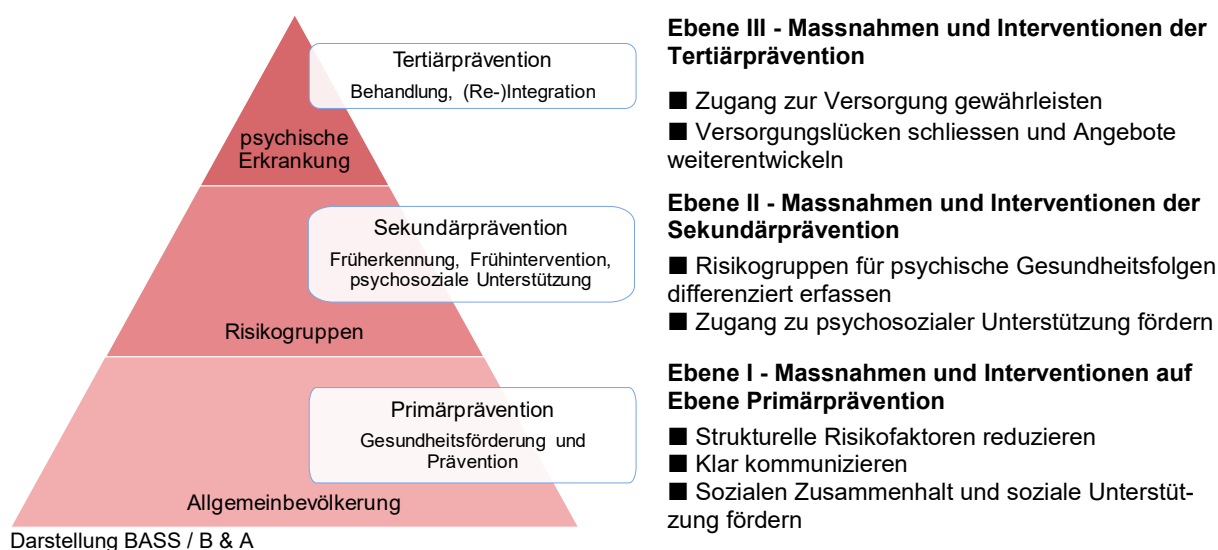 Tertiärprävention
Behandlung, (Re-)Integration
psychische
Erkrankung
Sekundärprävention
Früherkennung, Frühintervention,
psychosoziale Unterstützung
Risikogruppen
Primärprävention
Gesundheitsförderung und
Prävention
Allgemeinbevölkerung
Darstellung BASS / B & A
Ebene III - Massnahmen und Interventionen der
Tertiärprävention
■ Zugang zur Versorgung gewährleisten
■ Versorgungslücken schliessen und Angebote
weiterentwickeln
Ebene II - Massnahmen und Interventionen der
Sekundärprävention
■ Risikogruppen für psychische Gesundheitsfolgen
differenziert erfassen
■ Zugang zu psychosozialer Unterstützung fördern
Ebene I - Massnahmen und Interventionen auf
Ebene Primärprävention
■ Strukturelle Risikofaktoren reduzieren
■ Klar kommunizieren
■ Sozialen Zusammenhalt und soziale Unterstüt-
zung fördern